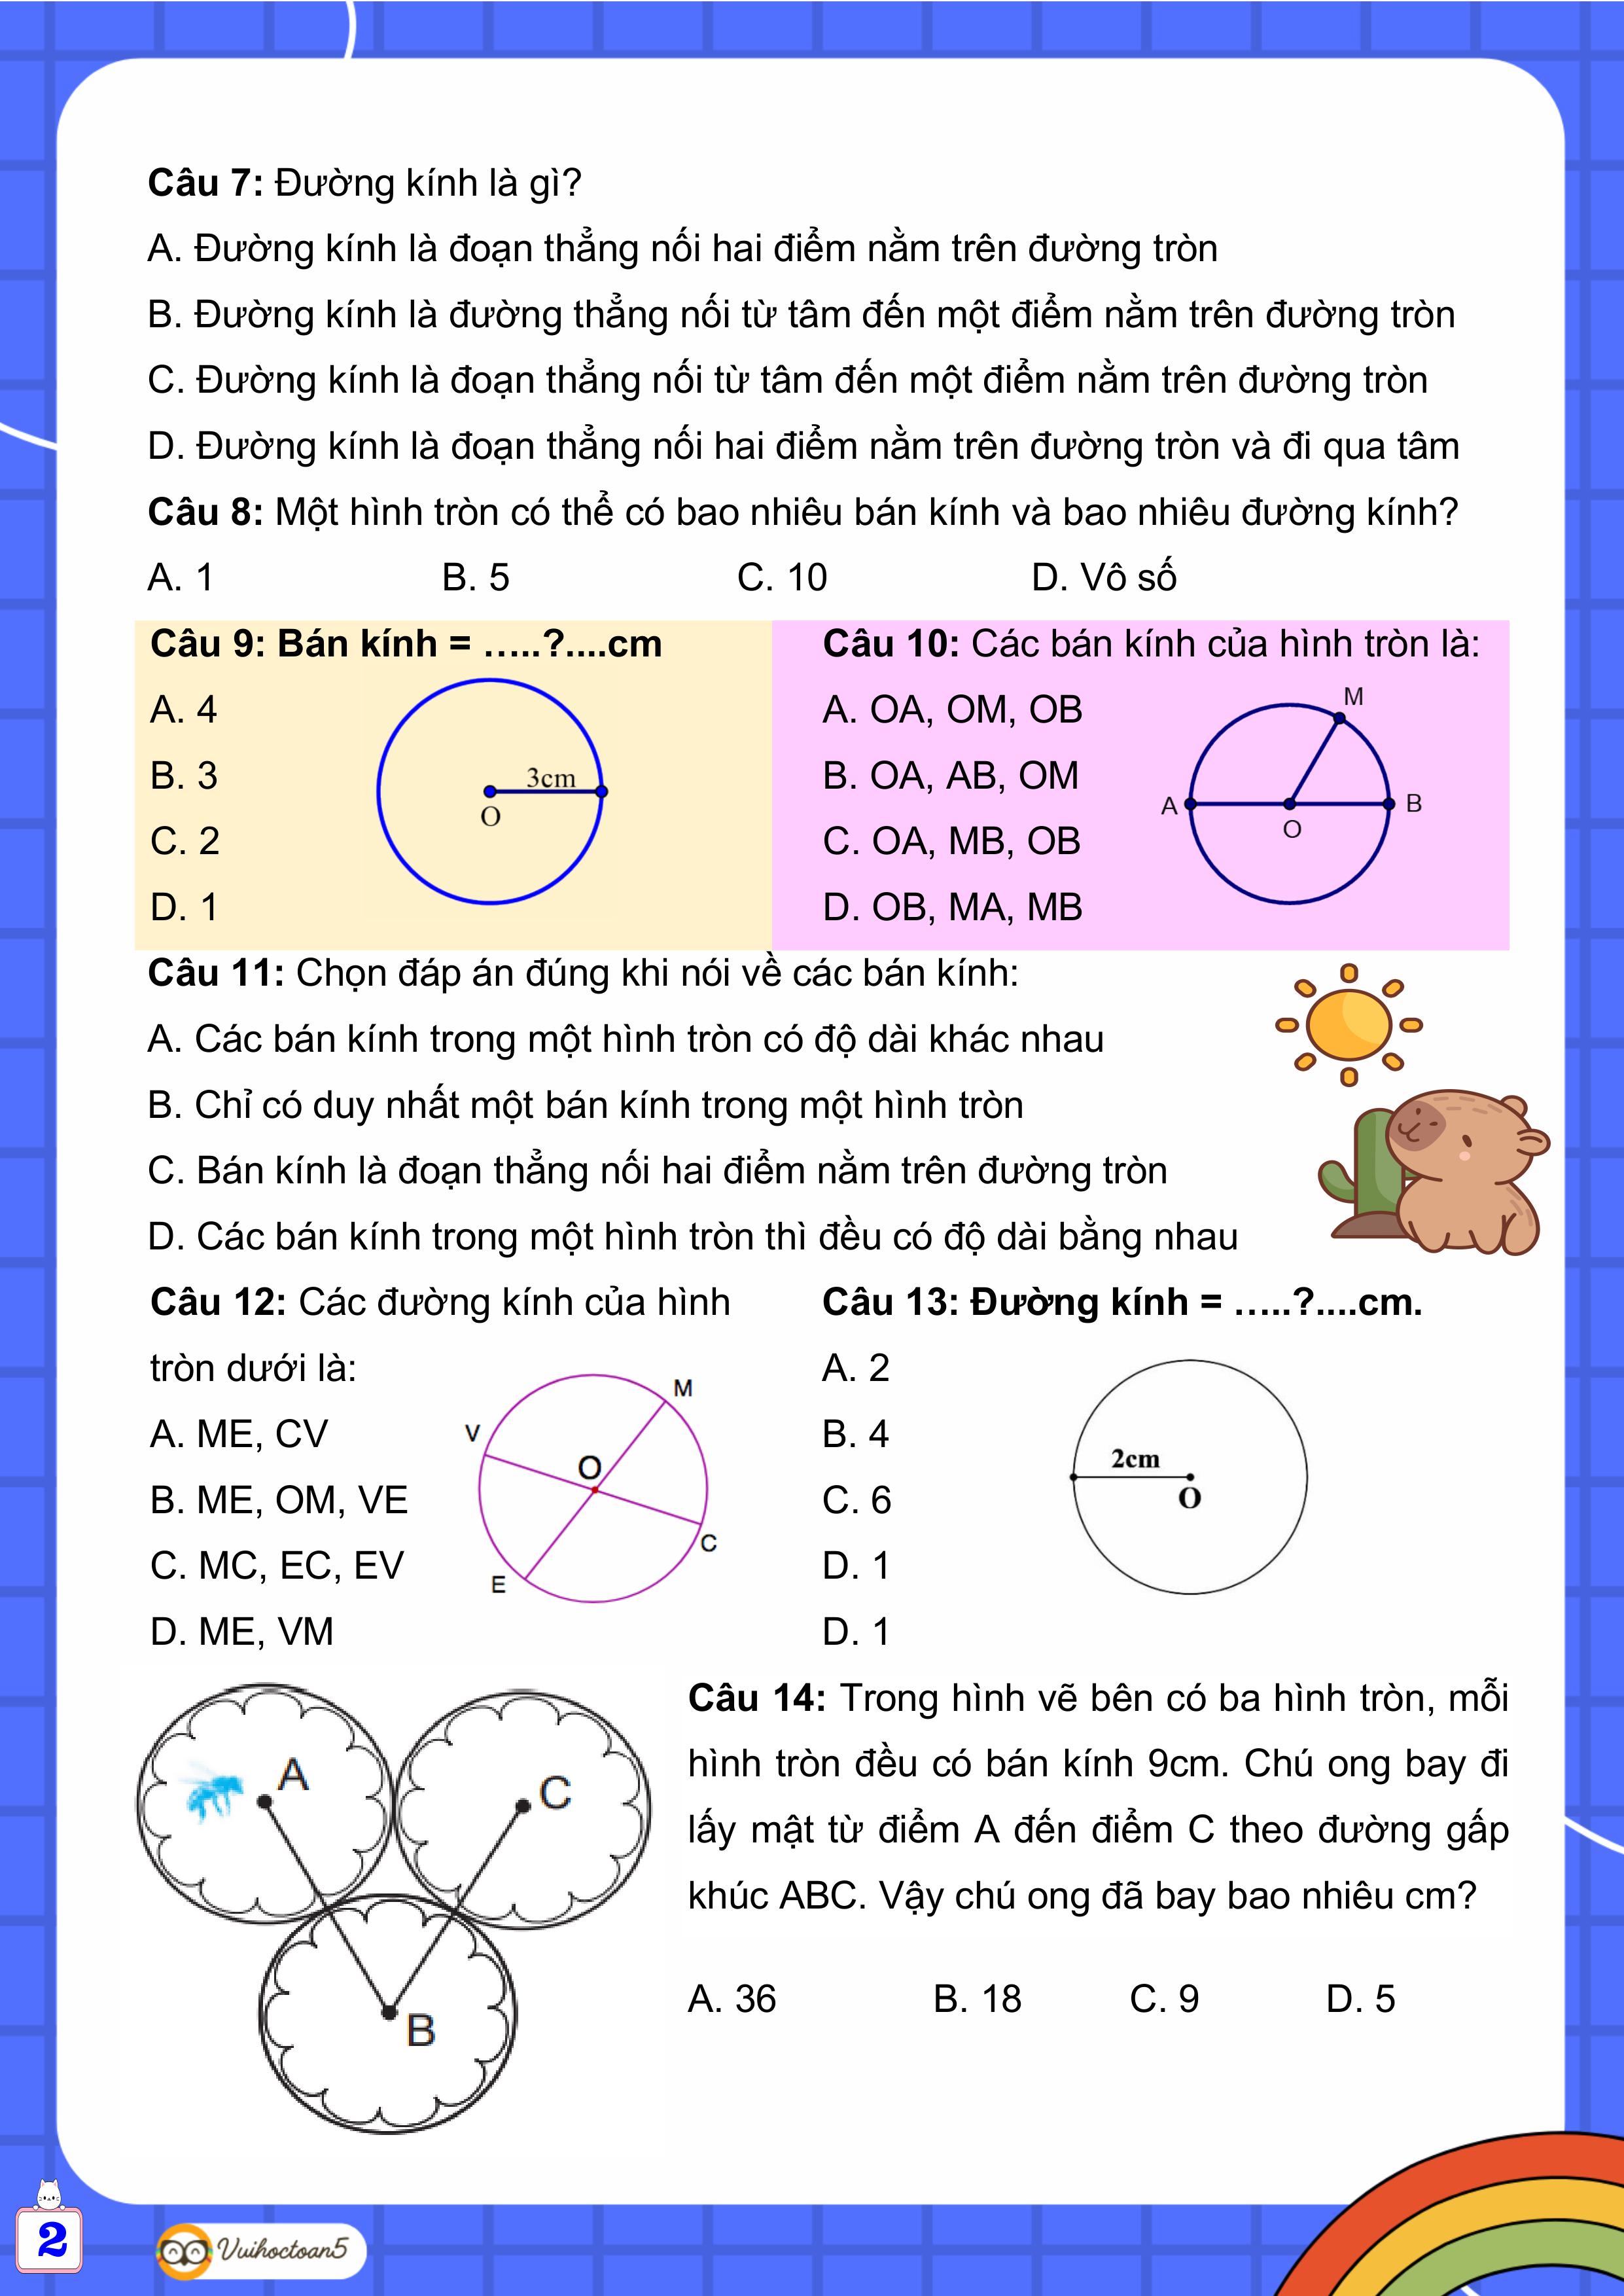 Câu 7: Đường kính là gì?
A. Đường kính là đoạn thẳng nối hai điểm nằm trên đường tròn
B. Đường kính là đường thẳng nối từ tâm đến một điểm nằm trên đường tròn
C. Đường kính là đoạn thẳng nối từ tâm đến một điểm nằm trên đường tròn
D. Đường kính là đoạn thẳng nối hai điểm nằm trên đường tròn và đi qua tâm
Câu 8: Một hình tròn có thể có bao nhiêu bán kính và bao nhiêu đường kính?
A. 1 B. 5 C. 10 D. Vô số
Câu 9: Bán kính = …..?....cm
A. 4
B. 3
C. 2
D. 1
3cm
O
Câu 10: Các bán kính của hình tròn là:
A. OA, OM, OB
B. OA, AB, OM
C. OA, MB, OB
D. OB, MA, MB
M
A
B
O
Câu 11: Chọn đáp án đúng khi nói về các bán kính:
A. Các bán kính trong một hình tròn có độ dài khác nhau
B. Chỉ có duy nhất một bán kính trong một hình tròn
C. Bán kính là đoạn thẳng nối hai điểm nằm trên đường tròn
D. Các bán kính trong một hình tròn thì đều có độ dài bằng nhau
Câu 12: Các đường kính của hình
tròn dưới là:
A. ME, CV
B. ME, OM, VE
C. MC, EC, EV
D. ME, VM
M
V
O
C
E
Câu 13: Đường kính = …..?....cm.
A. 2
B. 4
C. 6
D. 1
D. 1
2cm
O
A
C
B
Câu 14: Trong hình vẽ bên có ba hình tròn, mỗi
hình tròn đều có bán kính 9cm. Chú ong bay đi
lấy mật từ điểm A đến điểm C theo đường gấp
khúc ABC. Vậy chú ong đã bay bao nhiêu cm?
A. 36 B. 18 C. 9 D. 5
2
Vuihoctoan5